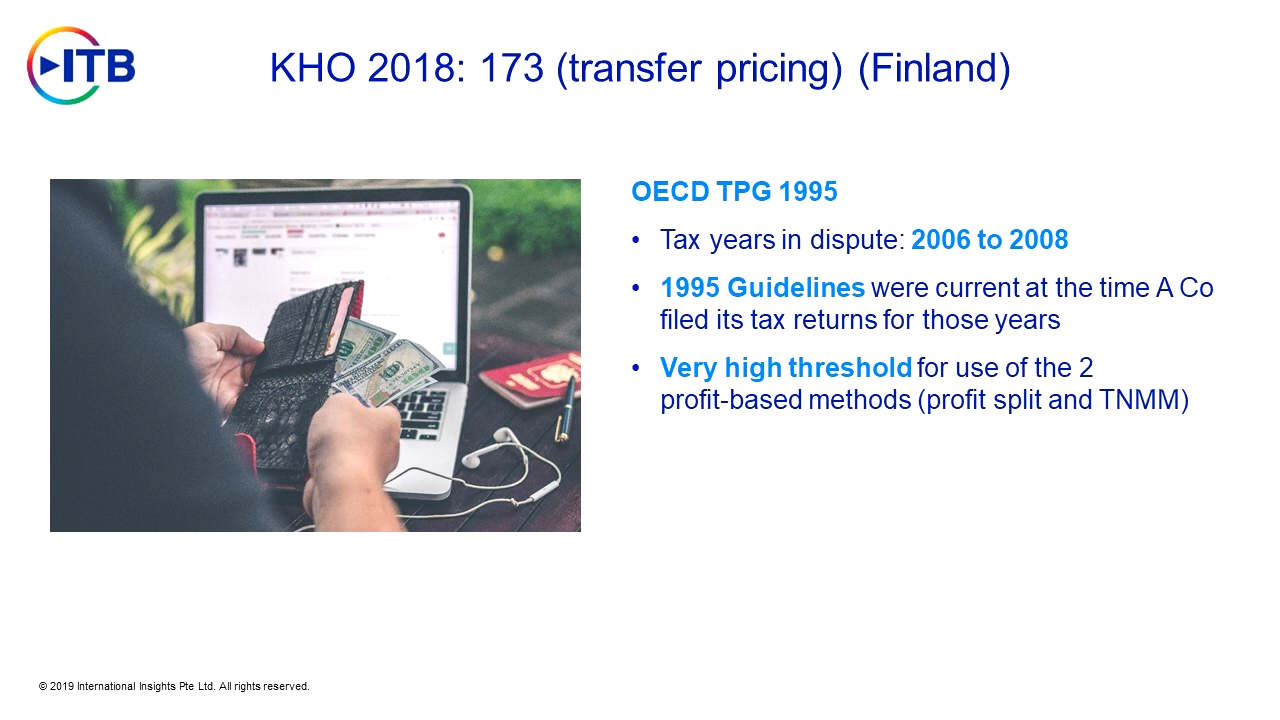 ITB
KHO 2018: 173 (transfer pricing) (Finland)
OECD TPG 1995
• Tax years in dispute: 2006 to 2008
• 1995 Guidelines were current at the time A Co
filed its tax returns for those years
• Very high threshold for use of the 2
profit-based methods (profit split and TNMM)
© 2019 International Insights Pte Ltd. All rights reserved.